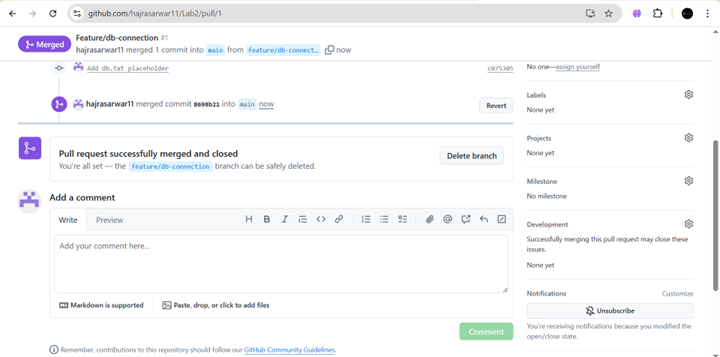 github.com/hajrasarwar11/Lab2/pull/1
Merged
Feature/db-connection #1
hajrasarwar11 merged 1 commit into main from feature/db-connect… now
Add db.txt placeholder c075305
hajrasarwar11 merged commit 8698b21 into main now
Revert
Pull request successfully merged and closed
You're all set — the feature/db-connection branch can be safely deleted.
Delete branch
Add a comment
Write Preview
Add your comment here...
Markdown is supported Paste, drop, or click to add files
Comment
Remember, contributions to this repository should follow our GitHub Community Guidelines.
No one—assign yourself
Labels
None yet
Projects
None yet
Milestone
No milestone
Development
Successfully merging this pull request may close these
issues.
None yet
Notifications Customize
Unsubscribe
You're receiving notifications because you modified the
open/close state.